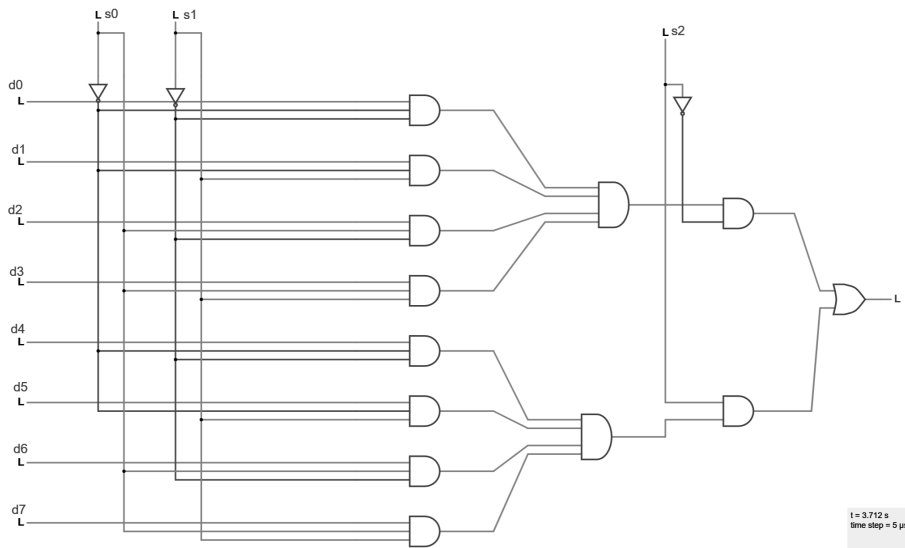 L s0 L s1
L s2
d0
L
d1
L
d2
L
d3
L
L
d4
L
d5
L
d6
L
d7
L
t = 3.712 s
time step = 5 µs